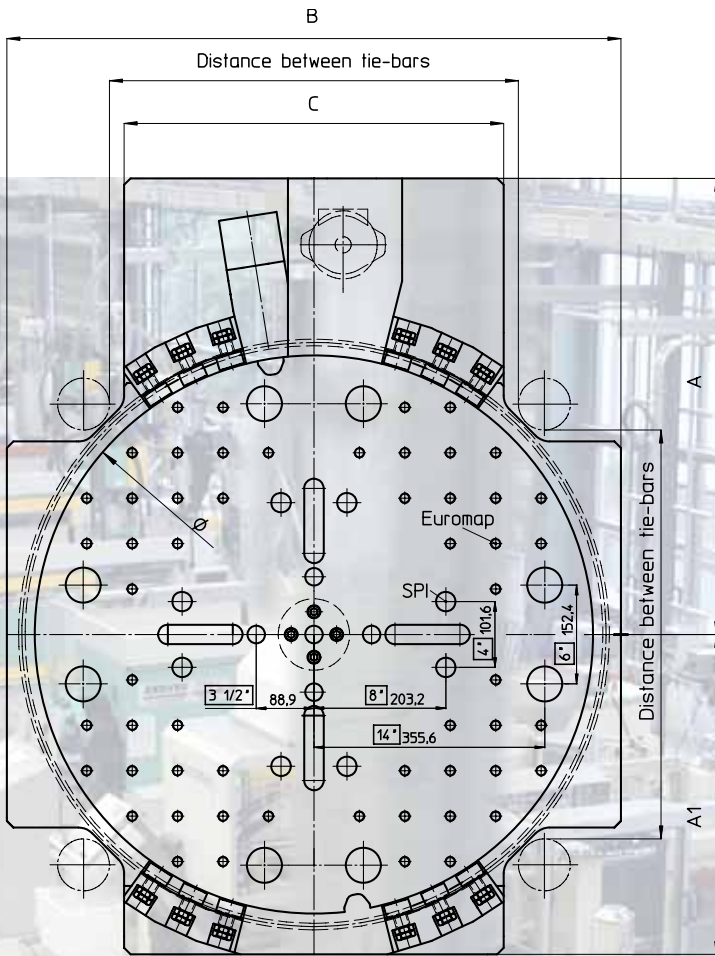 B
Distance between tie-bars
C
A
Ø
Euromap
SPI
4" 101,6
6" 152,4
Distance between tie-bars
3 1/2" 88,9
8" 203,2
14" 355,6
A1